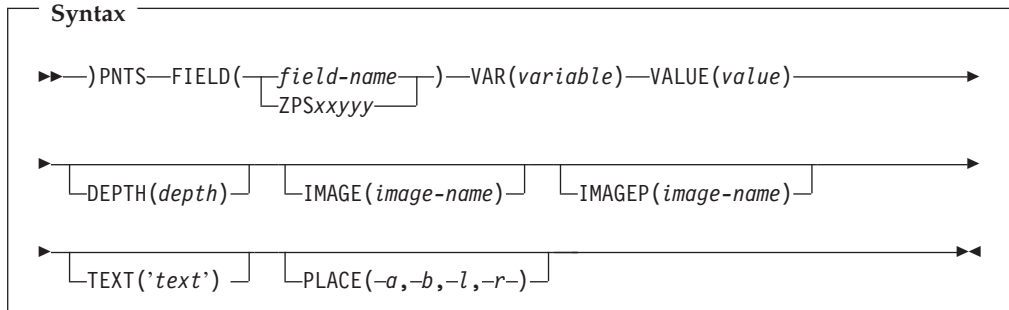 Syntax
)PNTS FIELD( field-name ) VAR(variable) VALUE(value)
ZPSxxyyy
DEPTH(depth) IMAGE(image-name) IMAGEP(image-name)
TEXT('text') PLACE(a,b,l,r)